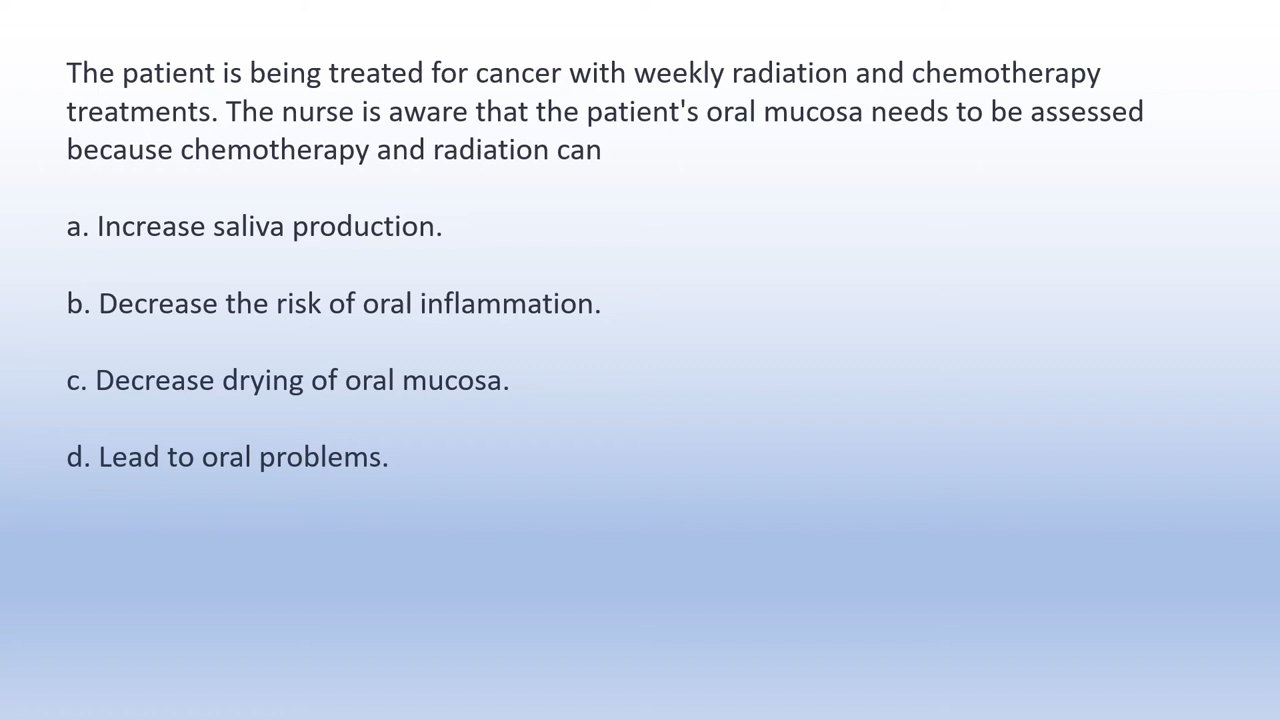 The patient is being treated for cancer with weekly radiation and chemotherapy
treatments. The nurse is aware that the patient's oral mucosa needs to be assessed
because chemotherapy and radiation can
a. Increase saliva production.
b. Decrease the risk of oral inflammation.
c. Decrease drying of oral mucosa.
d. Lead to oral problems.